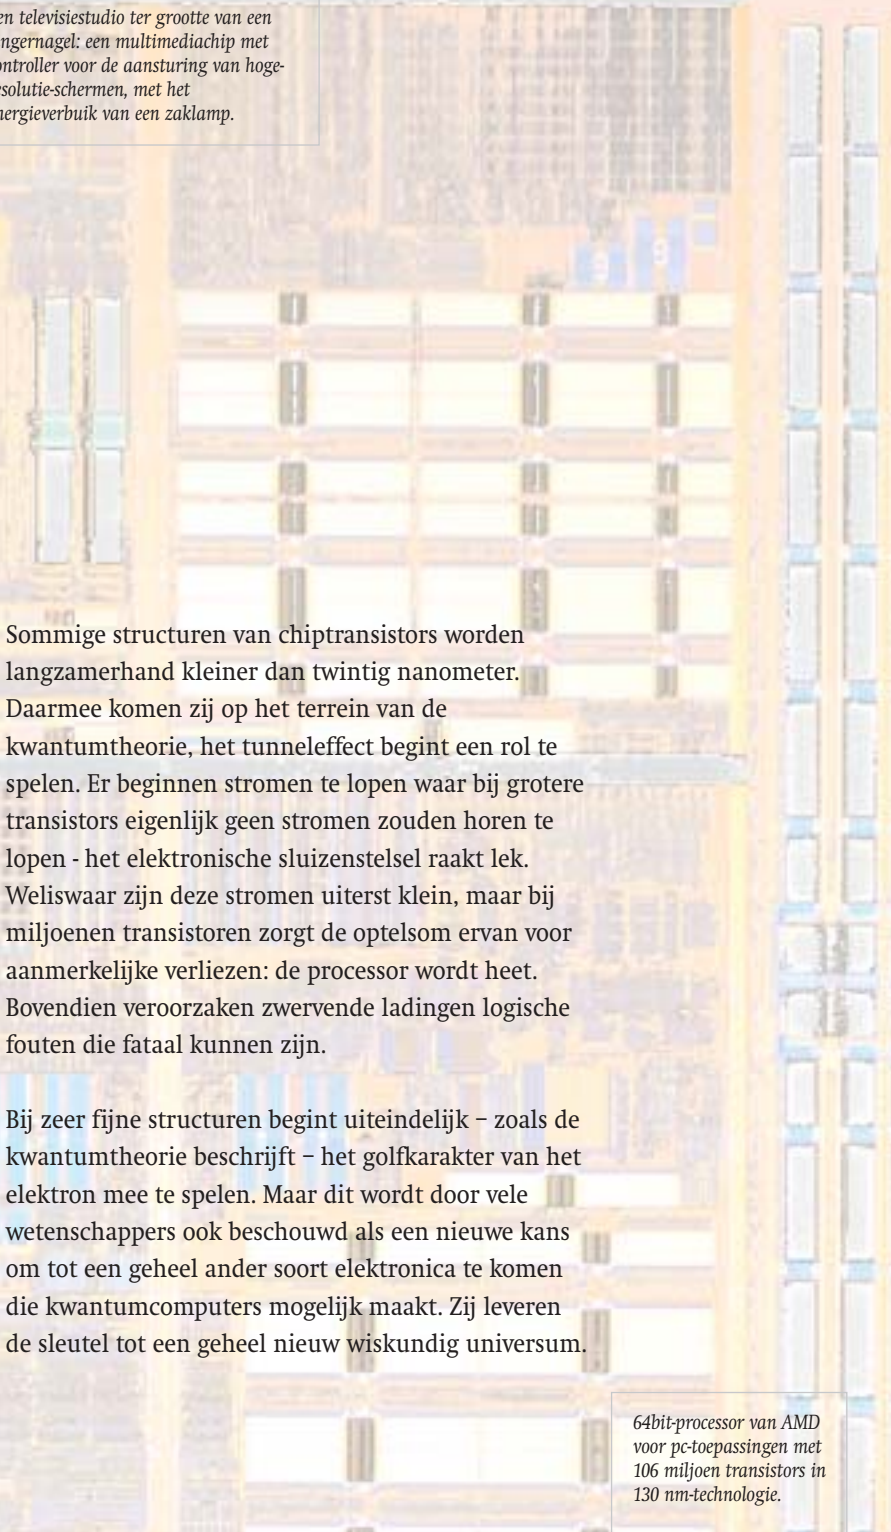 en televisiestudio ter grootte van een
ngernagel: een multimediachip met
ontroller voor de aansturing van hoge-
esolutie-schermen, met het
nergieverbuik van een zaklamp.
Sommige structuren van chiptransistors worden
langzamerhand kleiner dan twintig nanometer.
Daarmee komen zij op het terrein van de
kwantumtheorie, het tunneleffect begint een rol te
spelen. Er beginnen stromen te lopen waar bij grotere
transistors eigenlijk geen stromen zouden horen te
lopen - het elektronische sluizenstelsel raakt lek.
Weliswaar zijn deze stromen uiterst klein, maar bij
miljoenen transistoren zorgt de optelsom ervan voor
aanmerkelijke verliezen: de processor wordt heet.
Bovendien veroorzaken zwervende ladingen logische
fouten die fataal kunnen zijn.
Bij zeer fijne structuren begint uiteindelijk – zoals de
kwantumtheorie beschrijft – het golfkarakter van het
elektron mee te spelen. Maar dit wordt door vele
wetenschappers ook beschouwd als een nieuwe kans
om tot een geheel ander soort elektronica te komen
die kwantumcomputers mogelijk maakt. Zij leveren
de sleutel tot een geheel nieuw wiskundig universum.
64bit-processor van AMD
voor pc-toepassingen met
106 miljoen transistors in
130 nm-technologie.